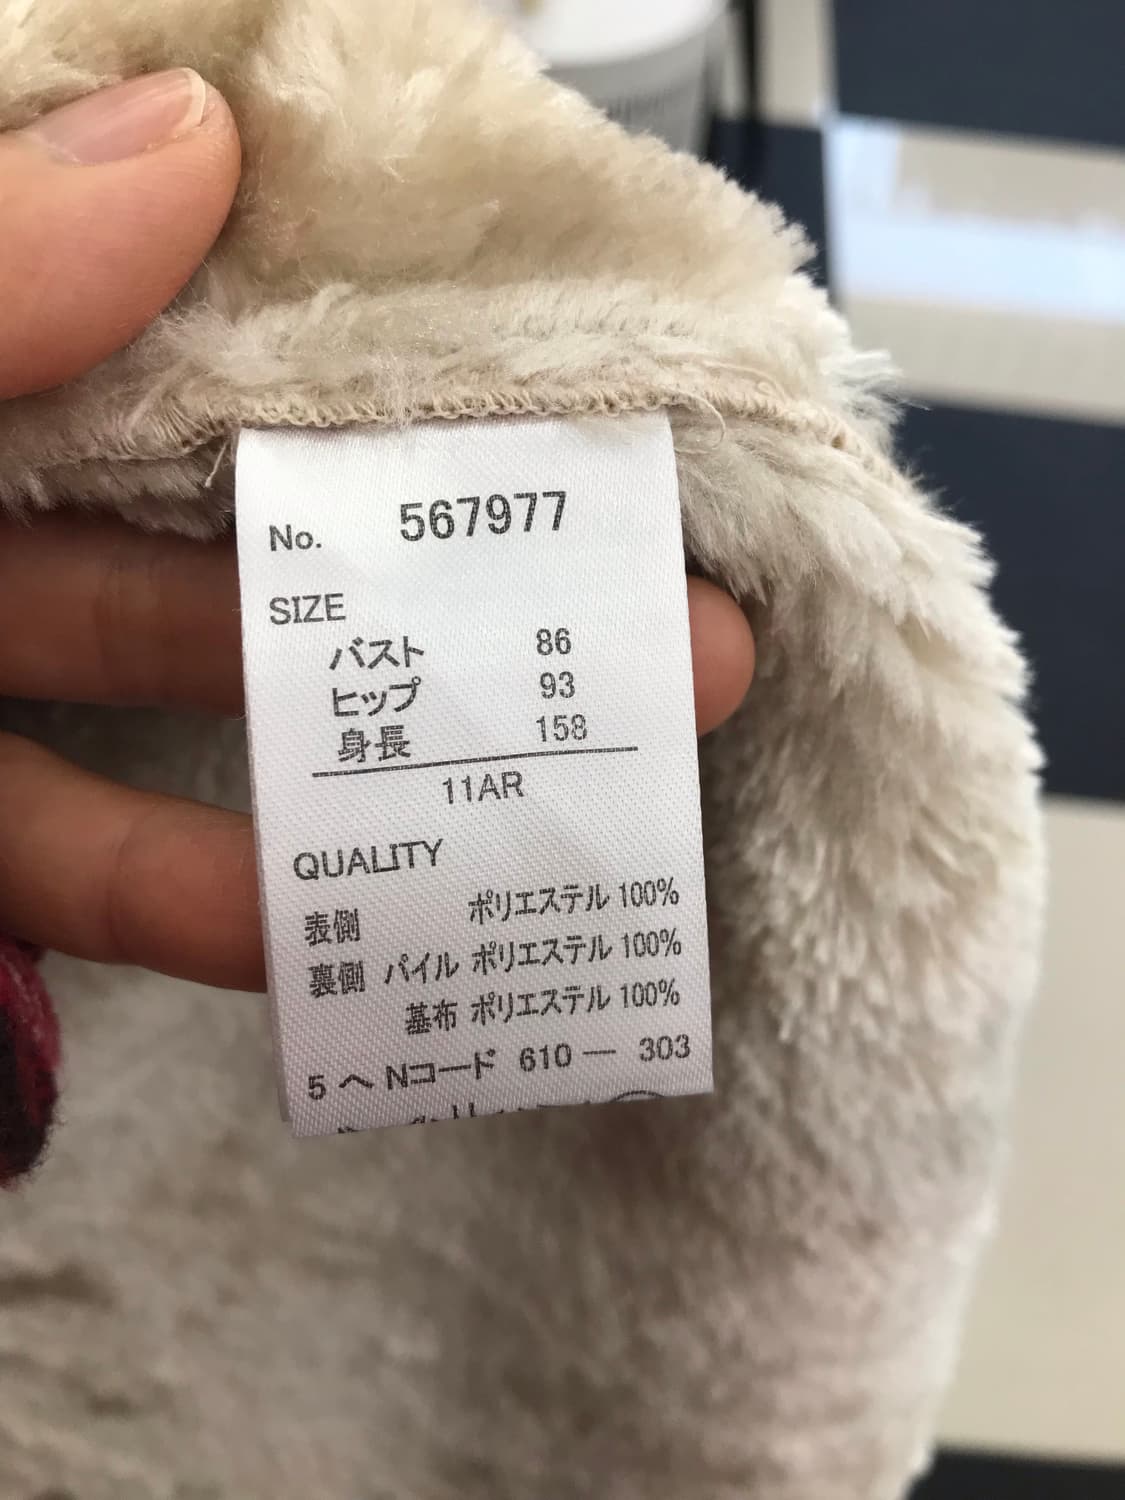 No. 567977
SIZE
バスト 86
ヒップ 93
身長 158
11AR
QUALITY
表側 ポリエステル 100%
裏側 パイル ポリエステル 100%
基布 ポリエステル 100%
5 ヘ Nコード 610 — 303